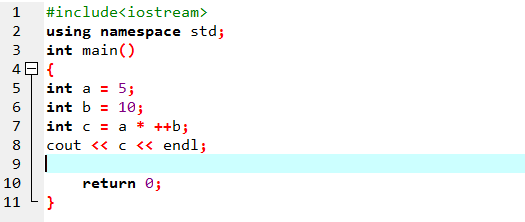 1 #include<iostream>
2 using namespace std;
3 int main()
4 {
5 int a = 5;
6 int b = 10;
7 int c = a * ++b;
8 cout << c << endl;
9
10 return 0;
11 }